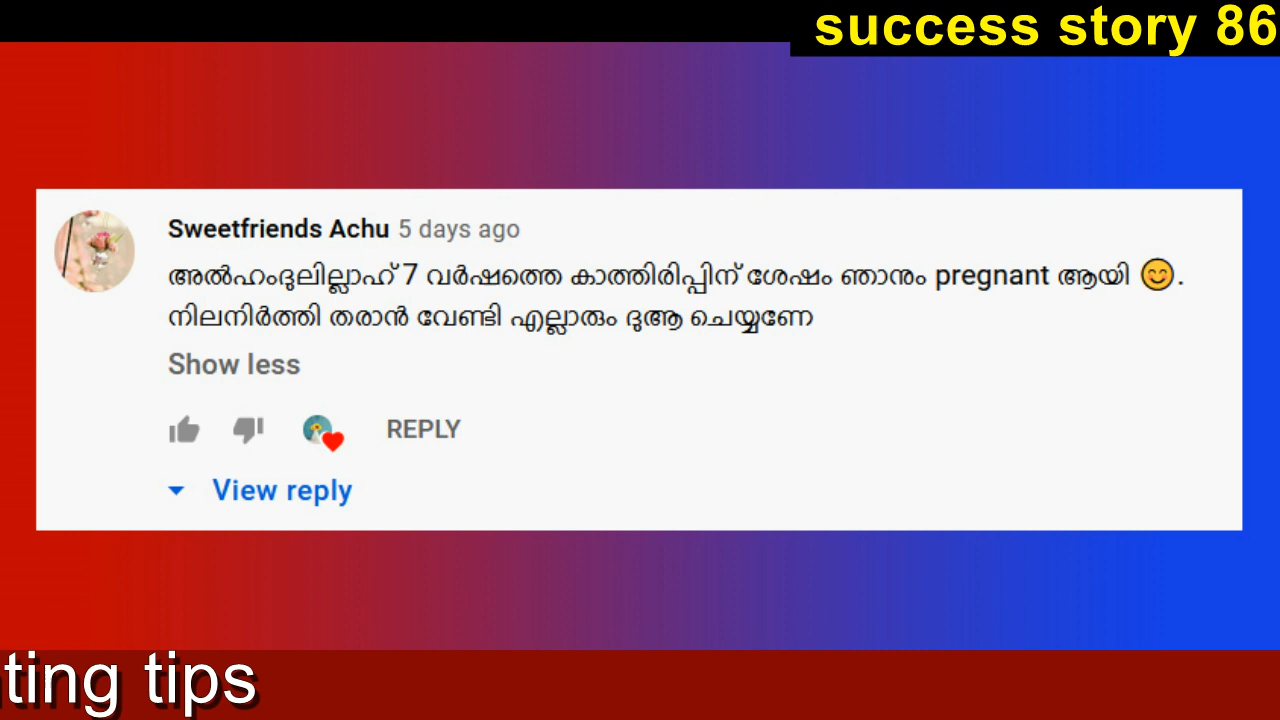 success story 86
Sweetfriends Achu 5 days ago
അൽഹംദുലില്ലാഹ് 7 വർഷത്തെ കാത്തിരിപ്പിന് ശേഷം ഞാനും pregnant ആയി 😊.
നിലനിർത്തി തരാൻ വേണ്ടി എല്ലാരും ദുആ ചെയ്യണേ
Show less
REPLY
View reply
ting tips